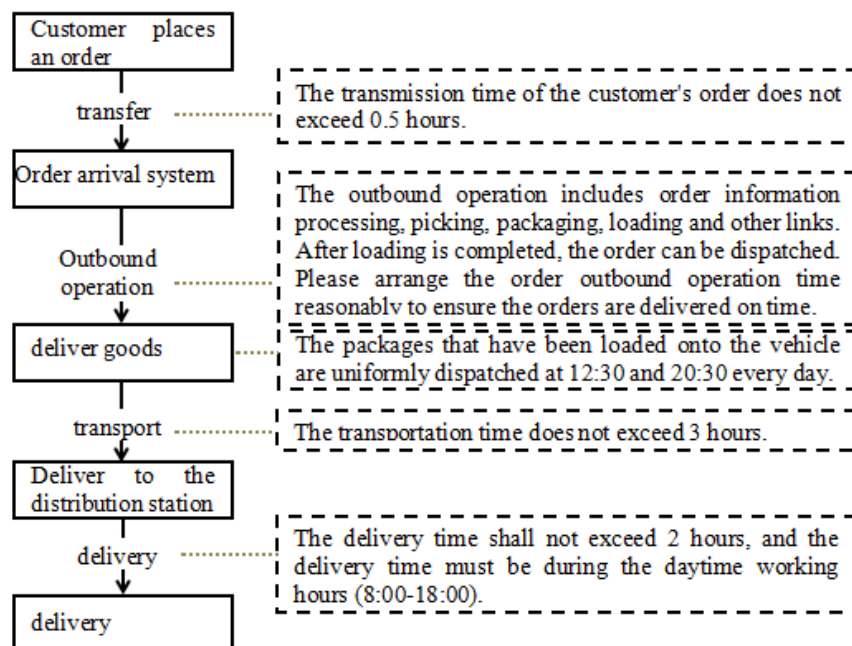 Customer places
an order
transfer
The transmission time of the customer's order does not
exceed 0.5 hours.
Order arrival system
The outbound operation includes order information
processing, picking, packaging, loading and other links.
After loading is completed, the order can be dispatched.
Please arrange the order outbound operation time
reasonably to ensure the orders are delivered on time.
Outbound
operation
deliver goods
The packages that have been loaded onto the vehicle
are uniformly dispatched at 12:30 and 20:30 every day.
transport
The transportation time does not exceed 3 hours.
Deliver to the
distribution station
delivery
The delivery time shall not exceed 2 hours, and the
delivery time must be during the daytime working
hours (8:00-18:00).
delivery